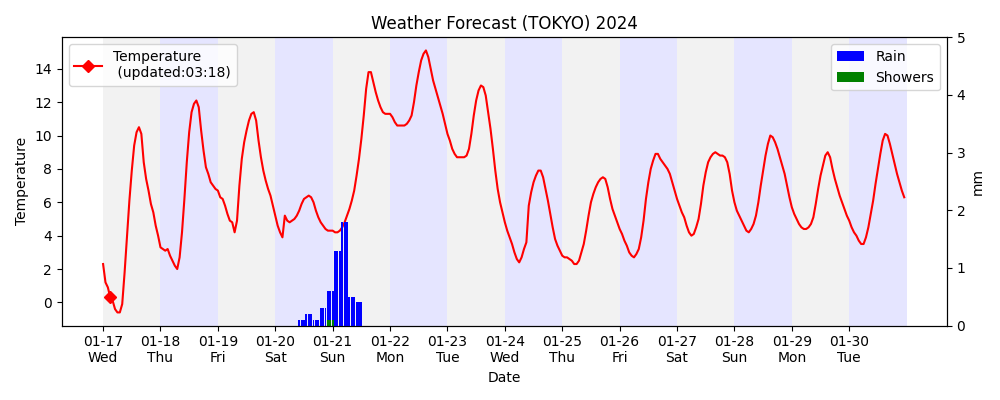 Weather Forecast (TOKYO) 2024
Temperature
(updated:03:18)
Rain
Showers
Temperature
14
12
10
8
6
4
2
0
5
4
3
2
1
0
mm
01-17 01-18 01-19 01-20 01-21 01-22 01-23 01-24 01-25 01-26 01-27 01-28 01-29 01-30
Wed Thu Fri Sat Sun Mon Tue Wed Thu Fri Sat Sun Mon Tue
Date